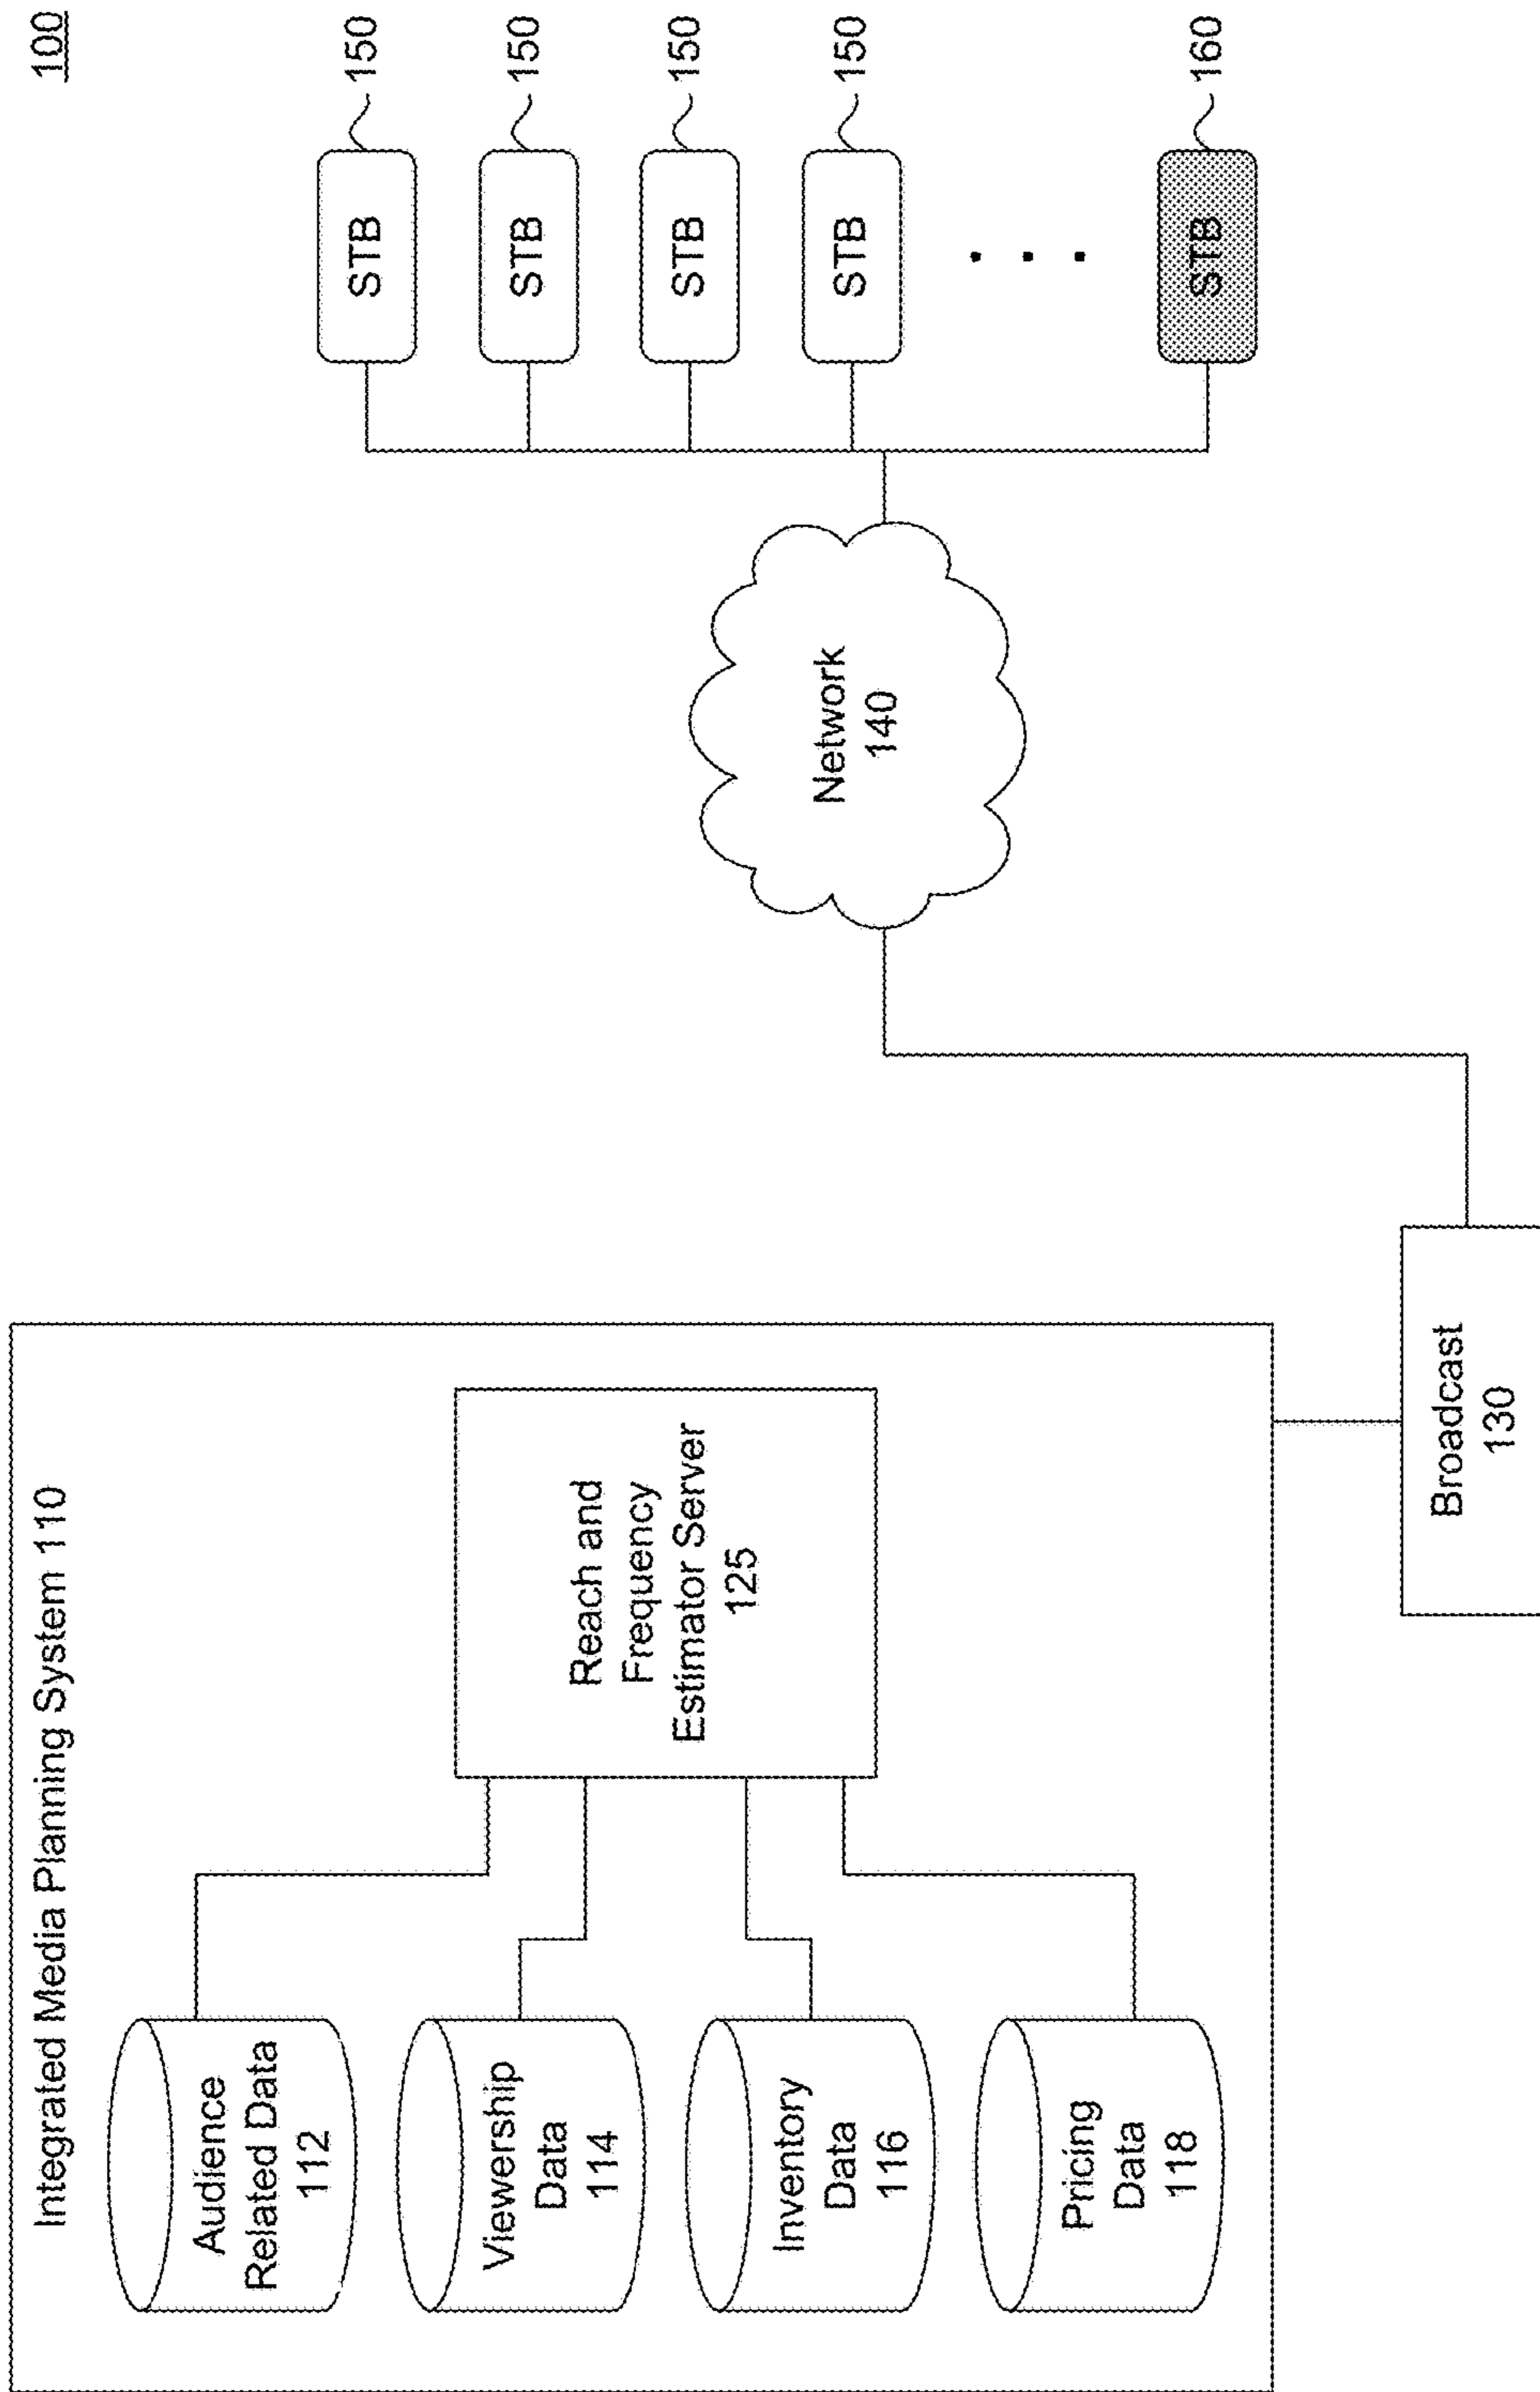 100
Integrated Media Planning System 110
Audience
Related Data
112
Viewership
Data
114
Inventory
Data
116
Pricing
Data
118
Reach and
Frequency
Estimator Server
125
Broadcast
130
Network
140
STB
150
STB
150
STB
150
STB
150
STB
160